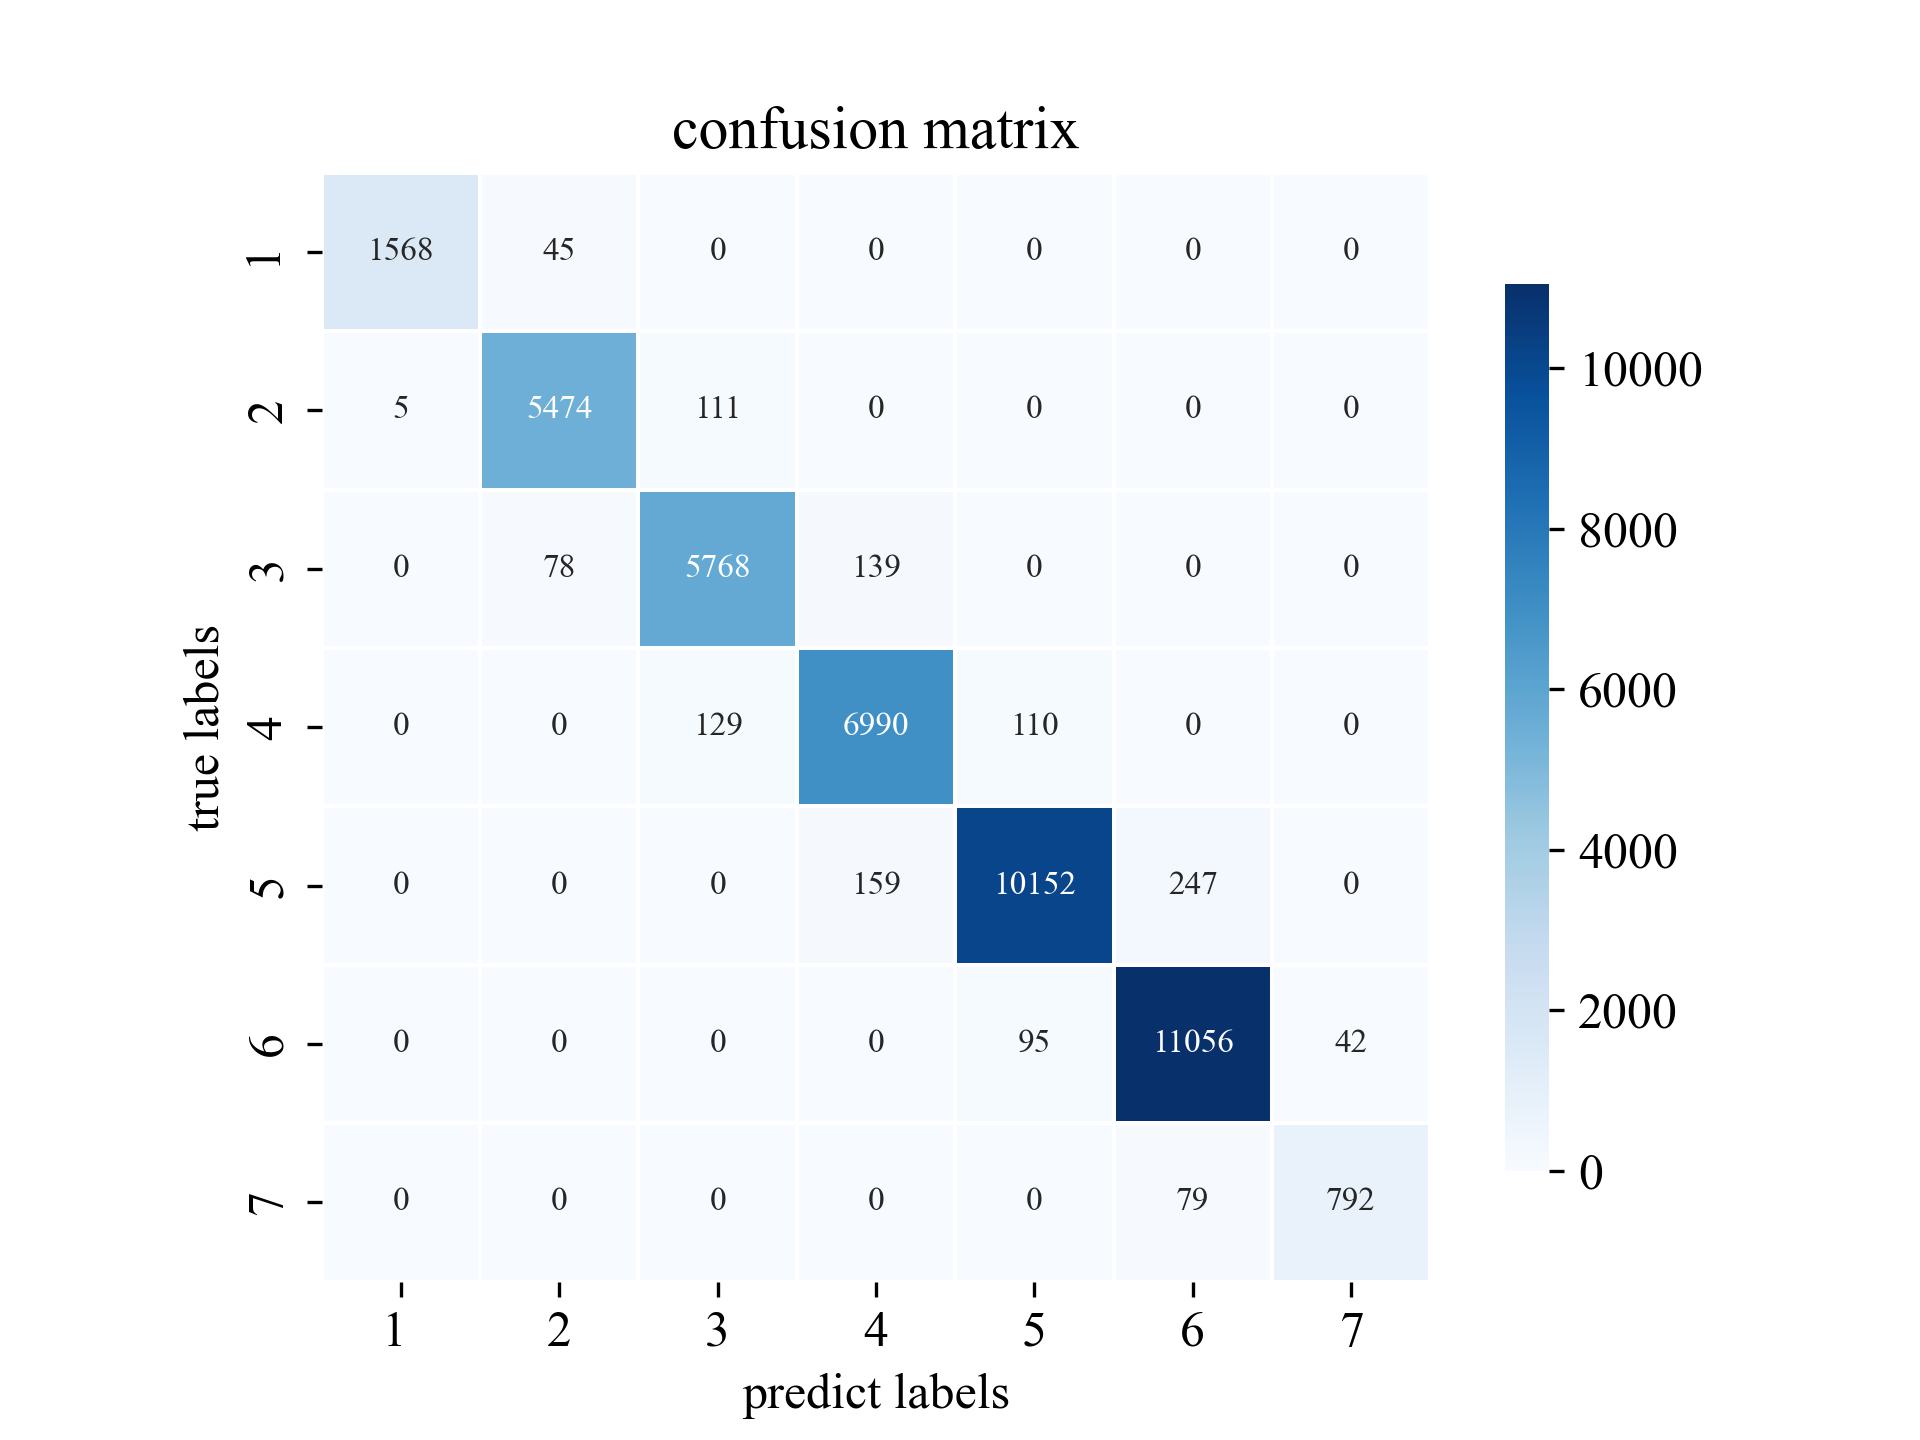 confusion matrix
1 1568 45 0 0 0 0 0
2 5 5474 111 0 0 0 0
3 0 78 5768 139 0 0 0
4 0 0 129 6990 110 0 0
5 0 0 0 159 10152 247 0
6 0 0 0 0 95 11056 42
7 0 0 0 0 0 79 792
1 2 3 4 5 6 7
predict labels
true labels
10000
8000
6000
4000
2000
0